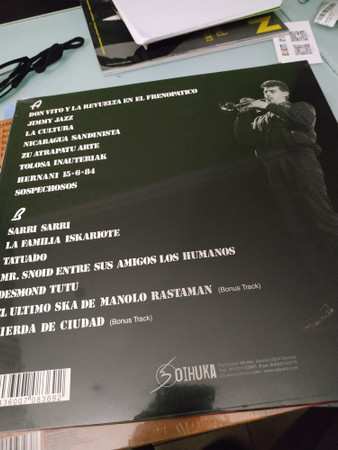 A
DON VITO Y LA REVUELTA EN EL FRENOPATICO
JIMMY JAZZ
LA CULTURA
NICARAGUA SANDINISTA
ZU ATRAPATU ARTE
TOLOSA INAUTERIAK
HERNANI 15-6-84
SOSPECHOSOS
B
SARRI SARRI
LA FAMILIA ISKARIOTE
TATUADO
MR. SNOID ENTRE SUS AMIGOS LOS HUMANOS
DESMOND TUTU
EL ULTIMO SKA DE MANOLO RASTAMAN (Bonus Track)
IERDA DE CIUDAD (Bonus Track)
OIHUKA